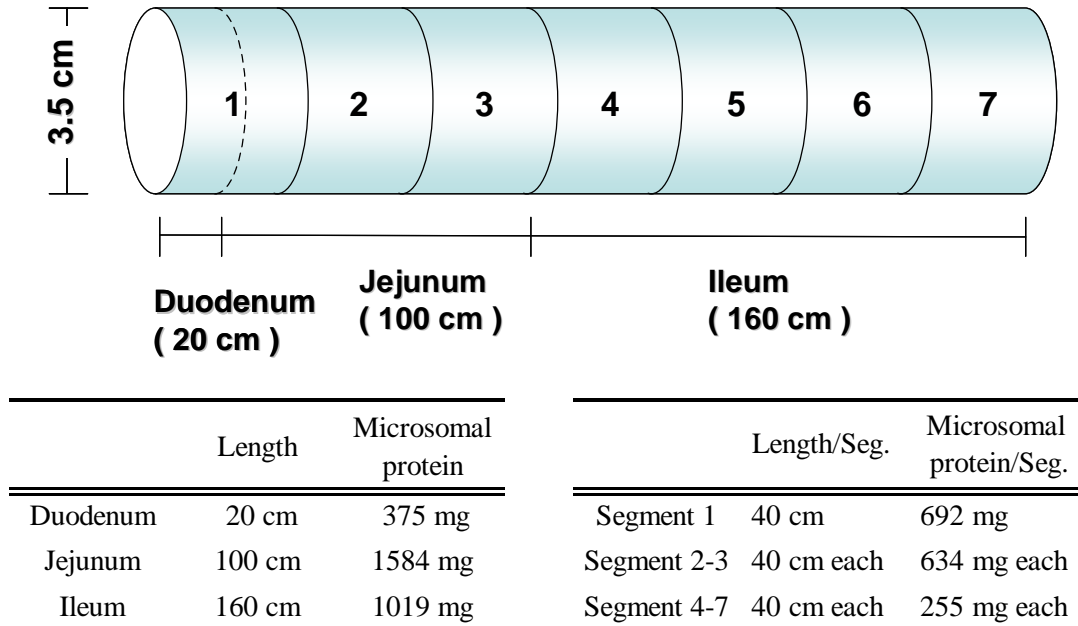 3.5 cm
1 2 3 4 5 6 7
Duodenum
( 20 cm )
Jejunum
( 100 cm )
Ileum
( 160 cm )
Length Microsomal protein
Duodenum 20 cm 375 mg
Jejunum 100 cm 1584 mg
Ileum 160 cm 1019 mg
Length/Seg. Microsomal protein/Seg.
Segment 1 40 cm 692 mg
Segment 2-3 40 cm each 634 mg each
Segment 4-7 40 cm each 255 mg each